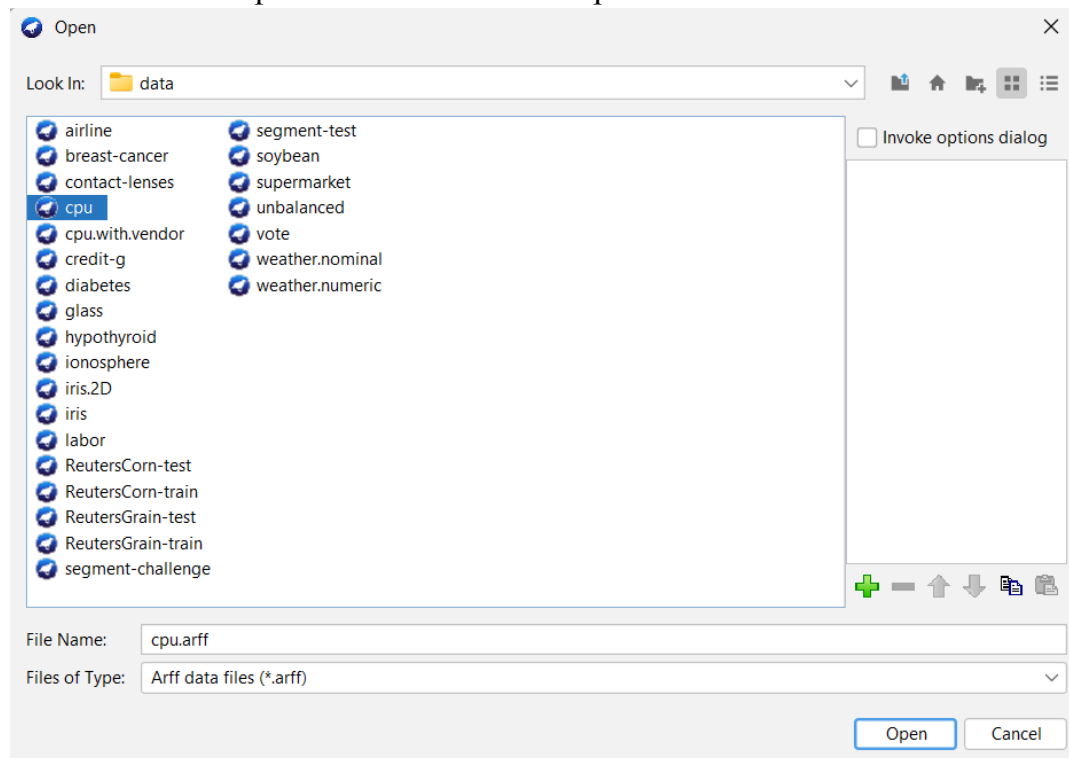 Open
Look In: data
airline
breast-cancer
contact-lenses
cpu
cpu.with.vendor
credit-g
diabetes
glass
hypothyroid
ionosphere
iris.2D
iris
labor
ReutersCorn-test
ReutersCorn-train
ReutersGrain-test
ReutersGrain-train
segment-challenge
segment-test
soybean
supermarket
unbalanced
vote
weather.nominal
weather.numeric
Invoke options dialog
File Name: cpu.arff
Files of Type: Arff data files (*.arff)
Open Cancel